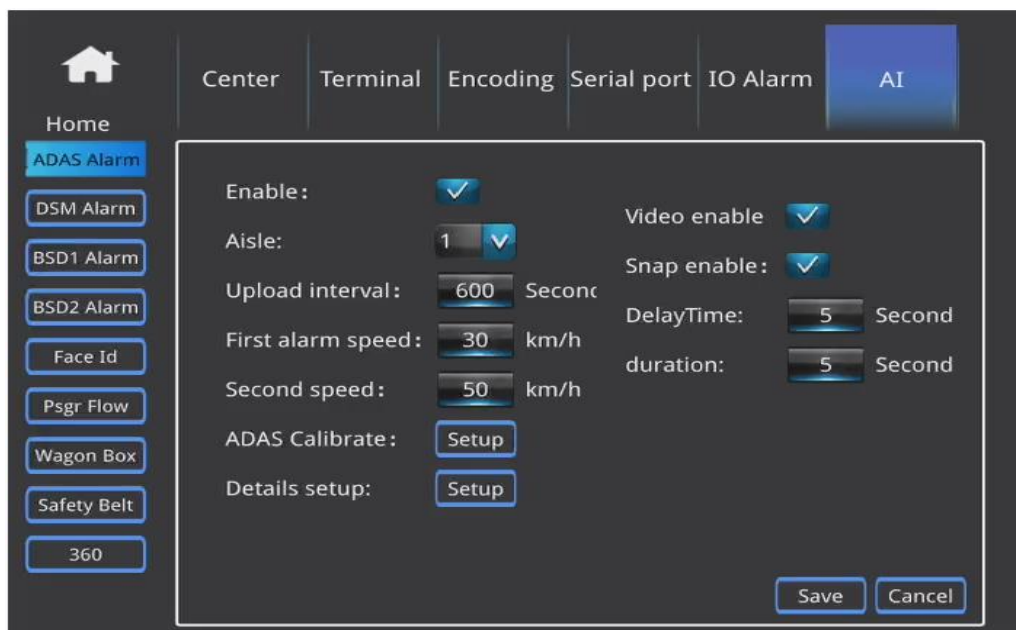 Home
Center
Terminal
Encoding
Serial port
IO Alarm
AI
ADAS Alarm
DSM Alarm
BSD1 Alarm
BSD2 Alarm
Face Id
Psgr Flow
Wagon Box
Safety Belt
360
Enable:
Aisle: 1
Upload interval: 600 Second
First alarm speed: 30 km/h
Second speed: 50 km/h
ADAS Calibrate: Setup
Details setup: Setup
Video enable
Snap enable:
DelayTime: 5 Second
duration: 5 Second
Save
Cancel